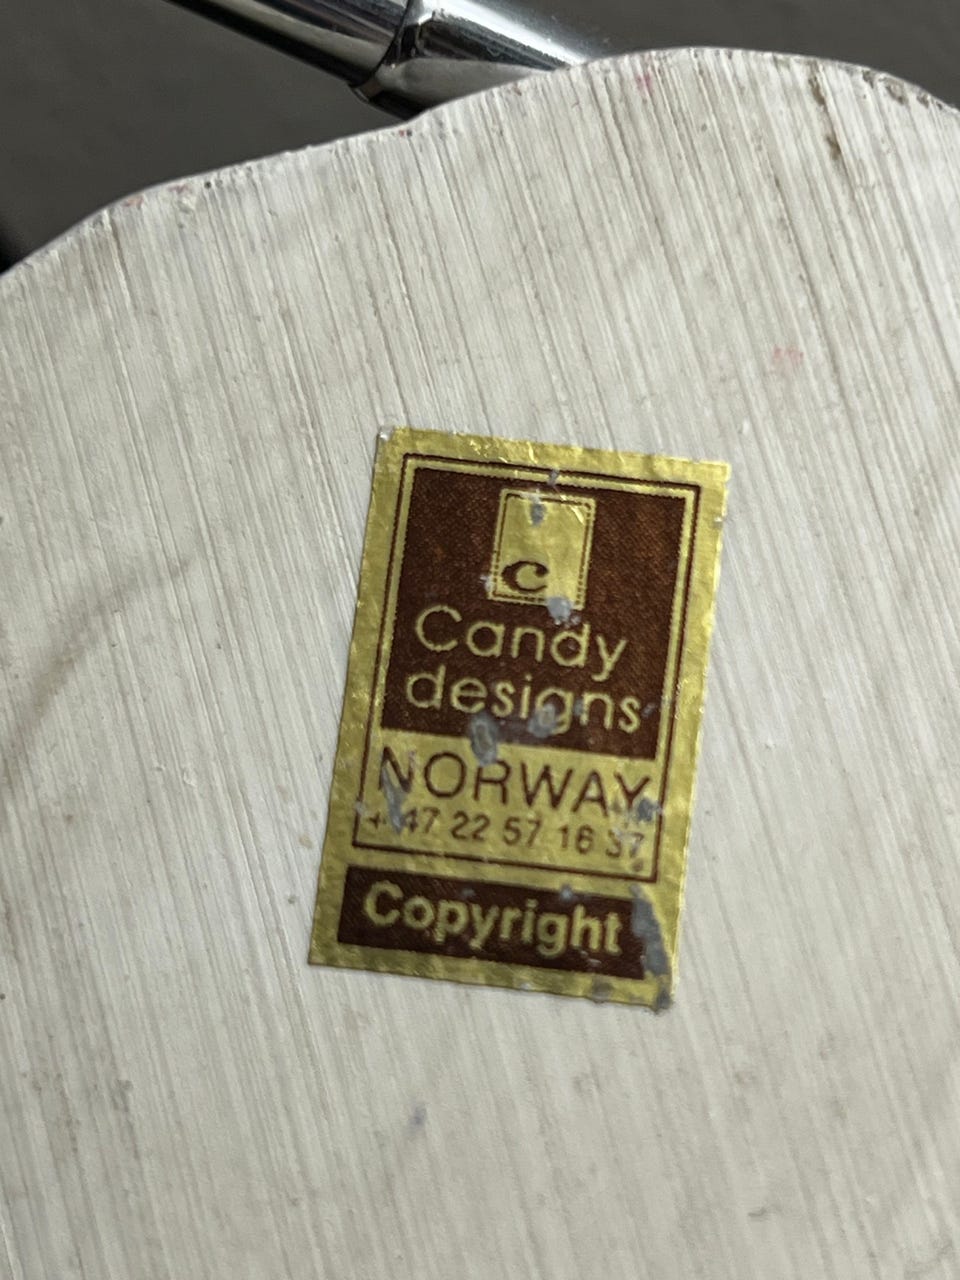 c
Candy
designs
NORWAY
+ 47 22 57 16 37
Copyright